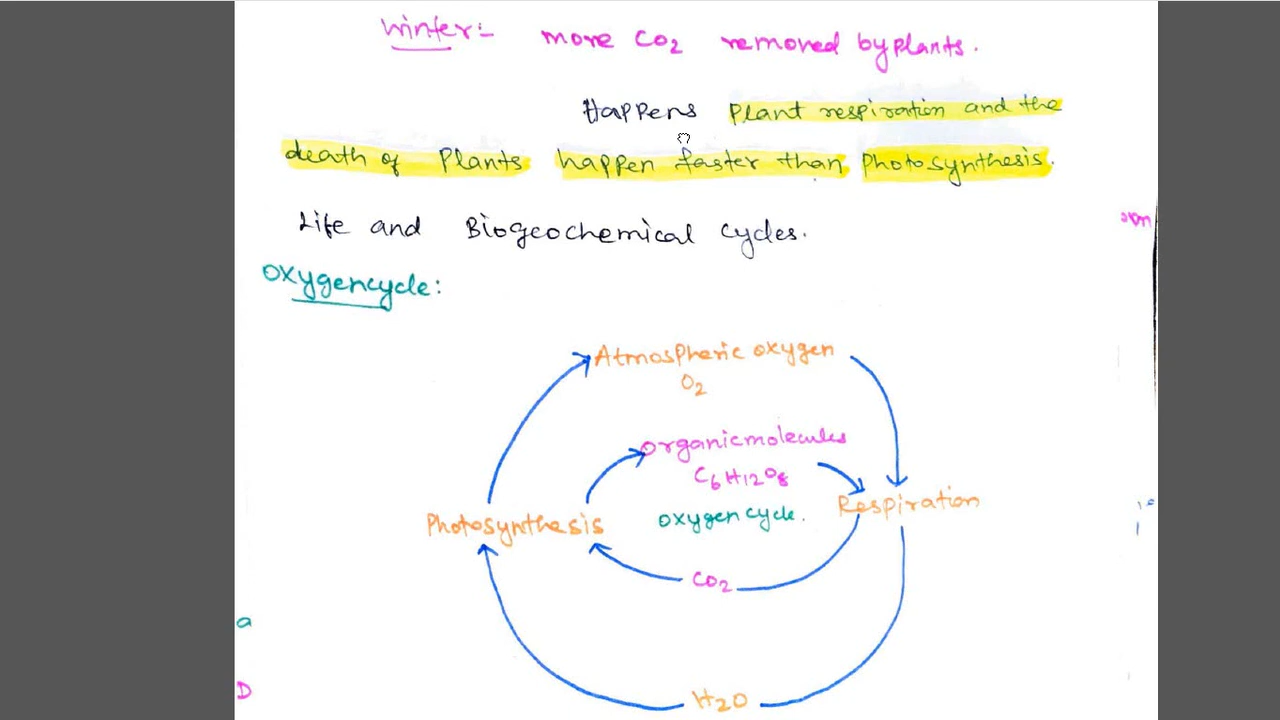 Winter:- more CO2 removed by plants.
Happens Plant respiration and the
death of Plants happen faster than Photosynthesis.
Life and Biogeochemical cycles.
Oxygencycle:
Atmospheric oxygen
O2
organicmolecules
C6H12O6
Respiration
Photosynthesis
oxygen cycle.
CO2
a
D
H2O